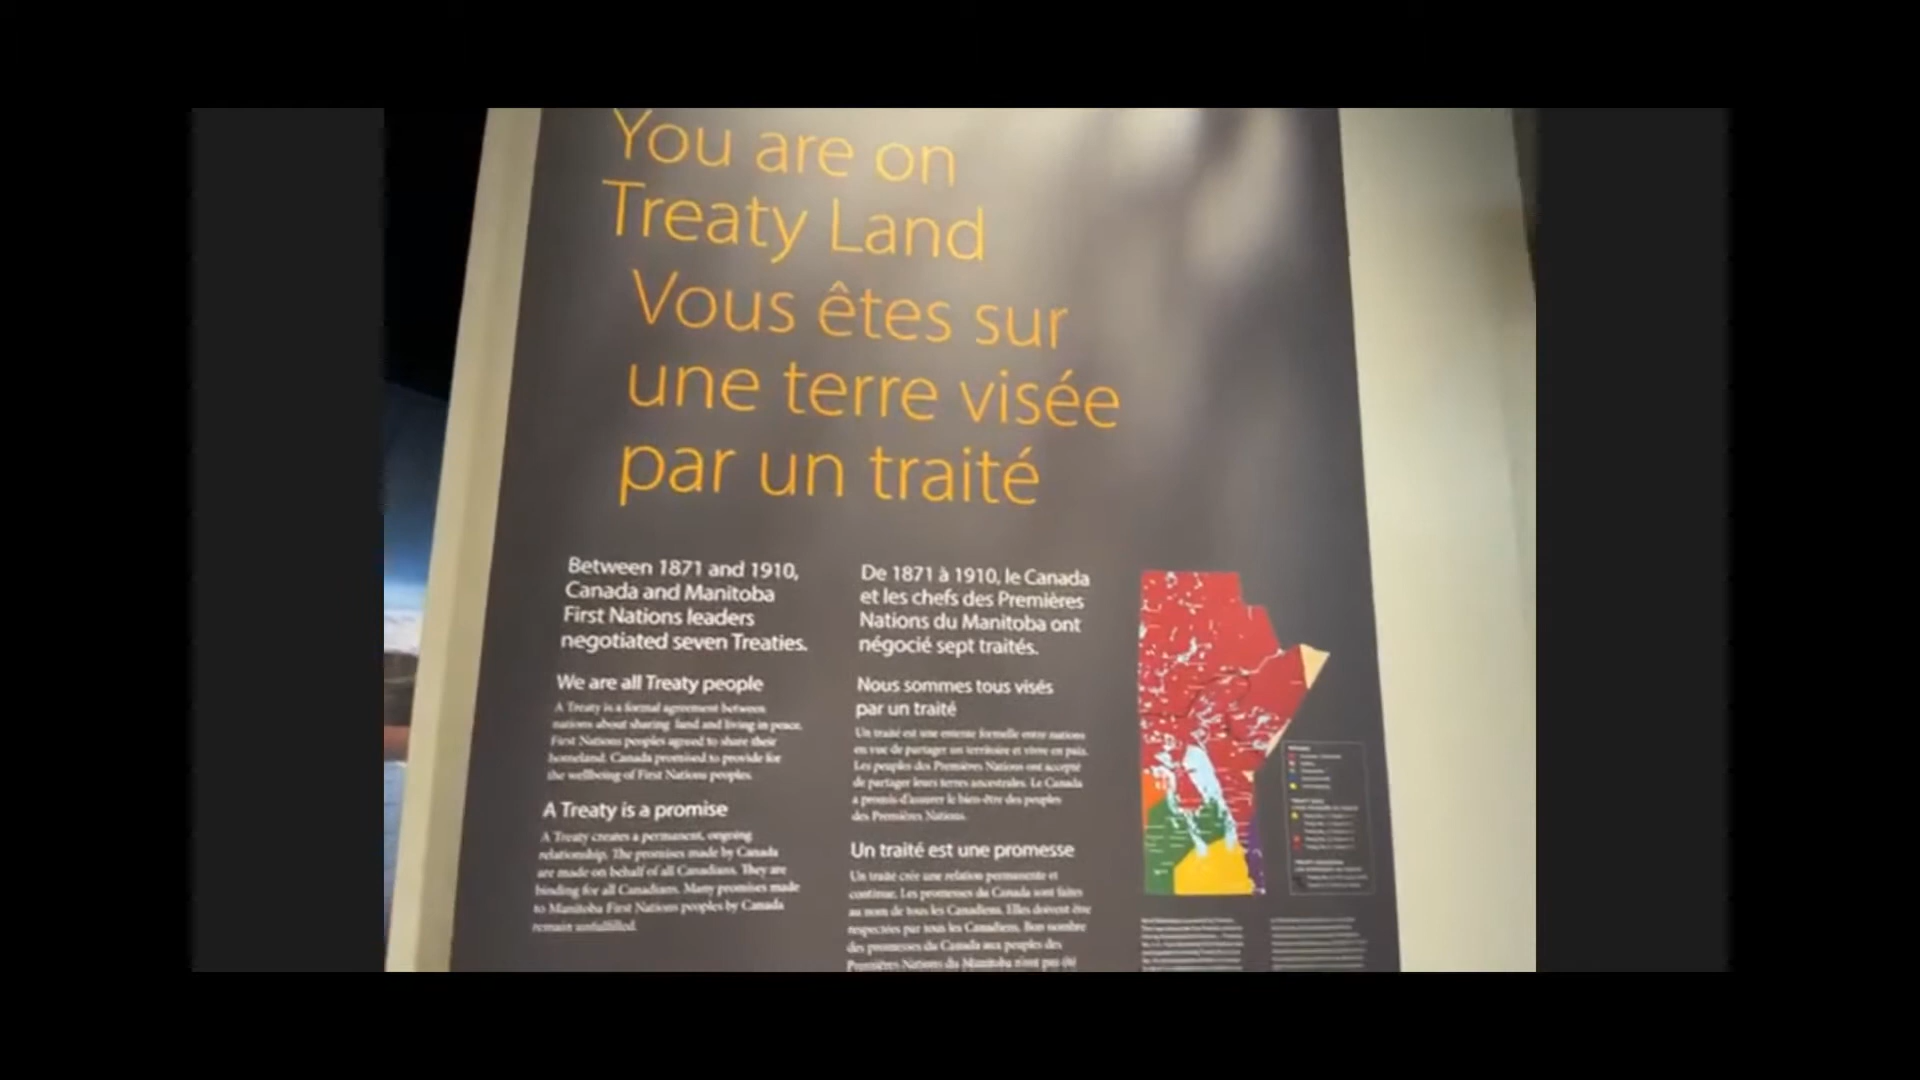 You are on
Treaty Land
Vous êtes sur
une terre visée
par un traité
Between 1871 and 1910,
Canada and Manitoba
First Nations leaders
negotiated seven Treaties.
We are all Treaty people
A Treaty is a formal agreement between
nations about sharing land and living in peace.
First Nations peoples agreed to share their
homeland. Canada promised to provide for
the wellbeing of First Nations peoples.
A Treaty is a promise
A Treaty creates a permanent, ongoing
relationship. The promises made by Canada
are made on behalf of all Canadians. They are
binding for all Canadians. Many promises made
to Manitoba First Nations peoples by Canada
remain unfulfilled.
De 1871 à 1910, le Canada
et les chefs des Premières
Nations du Manitoba ont
négocié sept traités.
Nous sommes tous visés
par un traité
Un traité est une entente formelle entre nations
en vue de partager un territoire et vivre en paix.
Les peuples des Premières Nations ont accepté
de partager leurs terres ancestrales. Le Canada
a promis d'assurer le bien-être des peuples
des Premières Nations.
Un traité est une promesse
Un traité crée une relation permanente et
continue. Les promesses du Canada sont faites
au nom de tous les Canadiens. Elles doivent être
respectées par tous les Canadiens. Bon nombre
des promesses du Canada aux peuples des
Premières Nations du Manitoba n'ont pas été